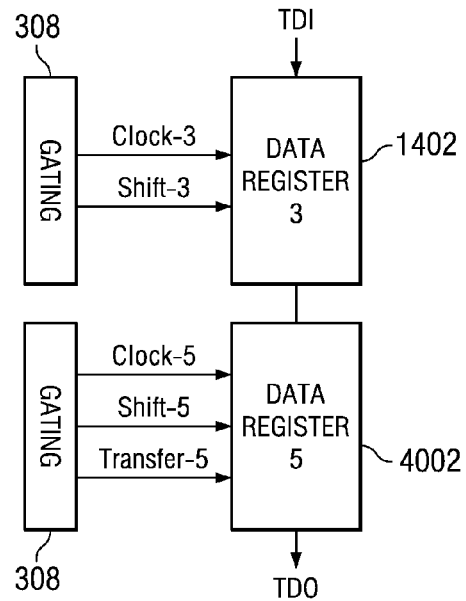 308
TDI
GATING
Clock-3
Shift-3
DATA
REGISTER
3
1402
GATING
Clock-5
Shift-5
Transfer-5
DATA
REGISTER
5
4002
308
TDO